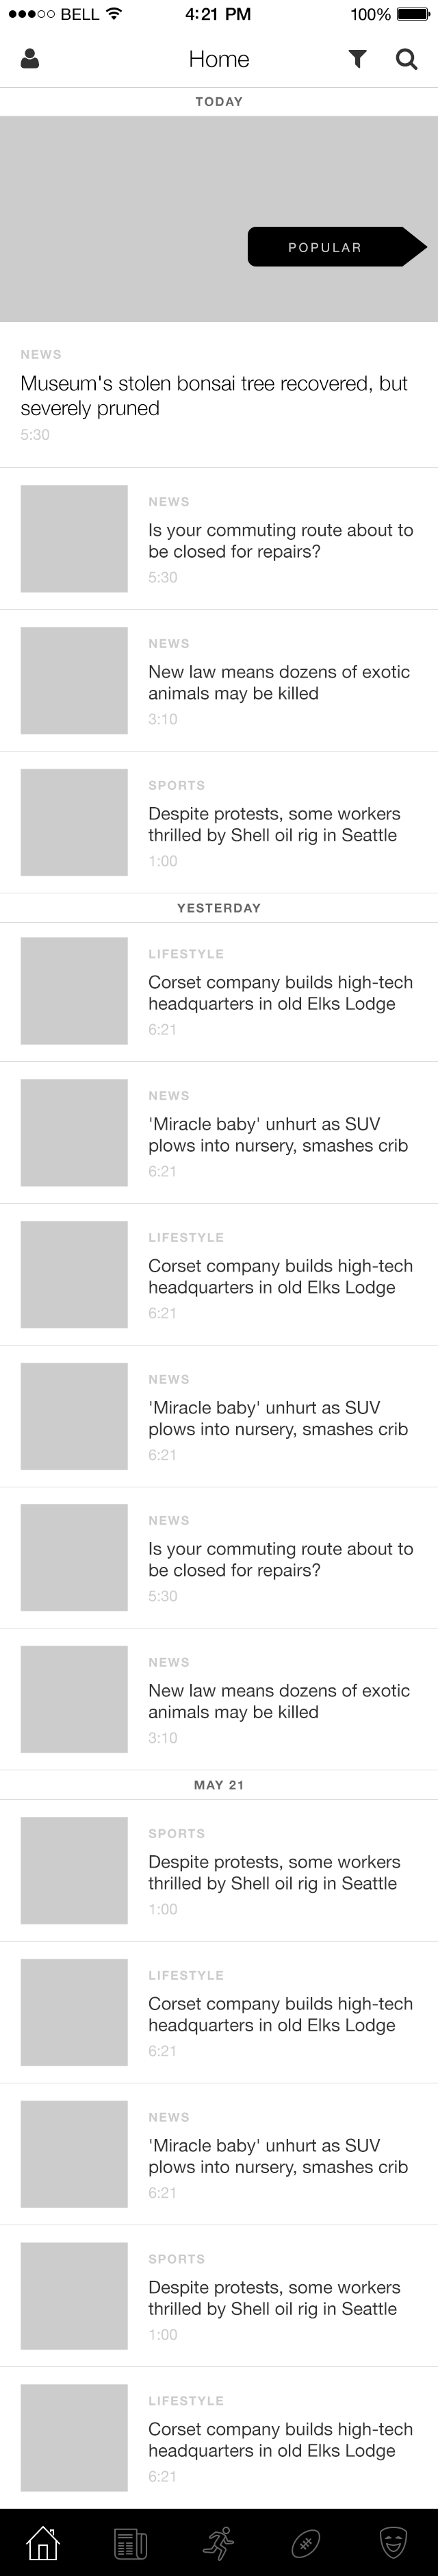 BELL 4:21 PM 100%
Home
TODAY
POPULAR
NEWS
Museum's stolen bonsai tree recovered, but
severely pruned
5:30
NEWS
Is your commuting route about to
be closed for repairs?
5:30
NEWS
New law means dozens of exotic
animals may be killed
3:10
SPORTS
Despite protests, some workers
thrilled by Shell oil rig in Seattle
1:00
YESTERDAY
LIFESTYLE
Corset company builds high-tech
headquarters in old Elks Lodge
6:21
NEWS
'Miracle baby' unhurt as SUV
plows into nursery, smashes crib
6:21
LIFESTYLE
Corset company builds high-tech
headquarters in old Elks Lodge
6:21
NEWS
'Miracle baby' unhurt as SUV
plows into nursery, smashes crib
6:21
NEWS
Is your commuting route about to
be closed for repairs?
5:30
NEWS
New law means dozens of exotic
animals may be killed
3:10
MAY 21
SPORTS
Despite protests, some workers
thrilled by Shell oil rig in Seattle
1:00
LIFESTYLE
Corset company builds high-tech
headquarters in old Elks Lodge
6:21
NEWS
'Miracle baby' unhurt as SUV
plows into nursery, smashes crib
6:21
SPORTS
Despite protests, some workers
thrilled by Shell oil rig in Seattle
1:00
LIFESTYLE
Corset company builds high-tech
headquarters in old Elks Lodge
6:21